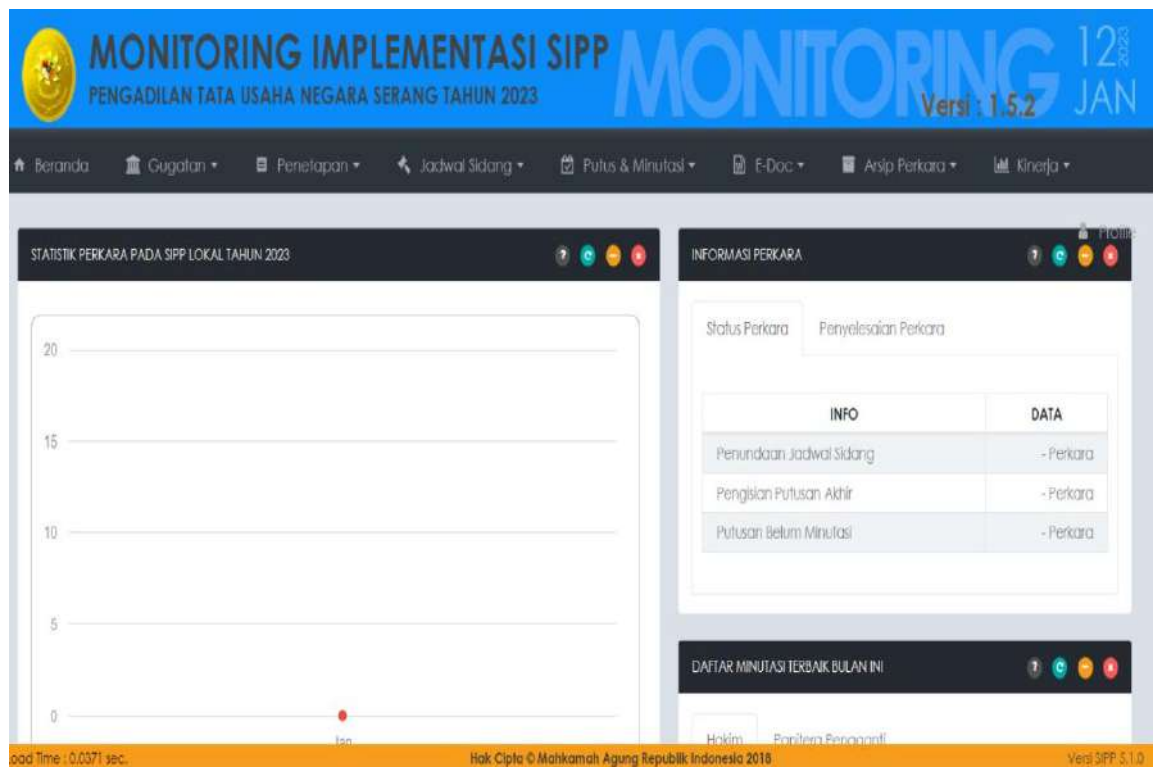 MONITORING IMPLEMENTASI SIPP
PENGADILAN TATA USAHA NEGARA SERANG TAHUN 2023
MONITORING
Versi : 1.5.2
12 2023
JAN
Beranda Gugatan Penetapan Jadwal Sidang Putus & Minutasi E-Doc Arsip Perkara Kinerja
Profile
STATISTIK PERKARA PADA SIPP LOKAL TAHUN 2023
20
15
10
5
0
Jan
INFORMASI PERKARA
Status Perkara Penyelesaian Perkara
INFO DATA
Penundaan Jadwal Sidang - Perkara
Pengisian Putusan Akhir - Perkara
Putusan Belum Minutasi - Perkara
DAFTAR MINUTASI TERBAIK BULAN INI
Hakim Panitera Pengganti
oad Time : 0.0371 sec. Hak Cipta © Mahkamah Agung Republik Indonesia 2018 Versi SIPP 5.1.0